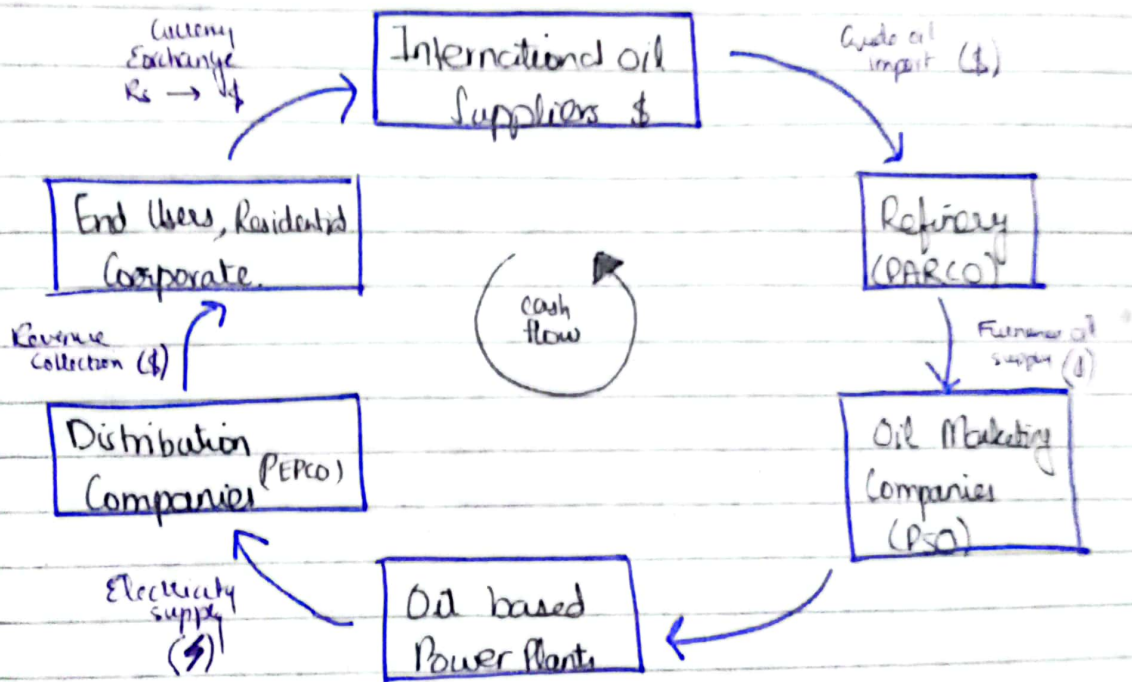 Currency
Exchange
Rs → $
International oil
Suppliers $
Crude oil
import ($)
End Users, Residential
Corporate.
Refinery
(PARCO)
cash
flow
Revenue
Collection ($)
Furnace oil
supply ($)
Distribution
Companies (PEPCO)
Oil Marketing
Companies
(PSO)
Electricity
supply
(⚡)
Oil based
Power Plants